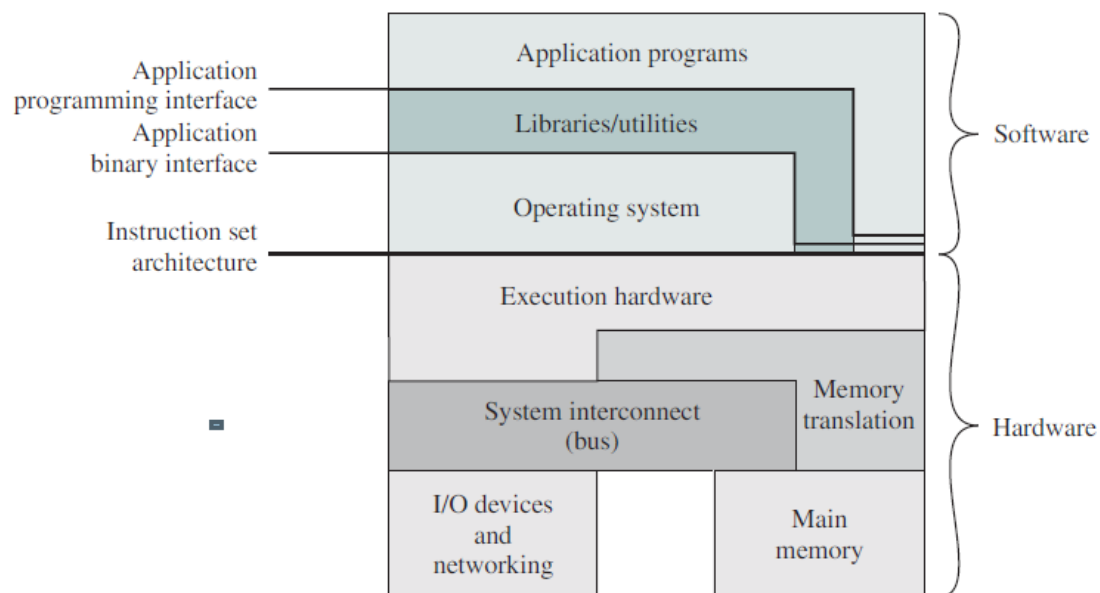 Application programs
Application
programming interface
Libraries/utilities
Application
binary interface
Software
Operating system
Instruction set
architecture
Execution hardware
Memory
translation
System interconnect
(bus)
Hardware
I/O devices
and
networking
Main
memory